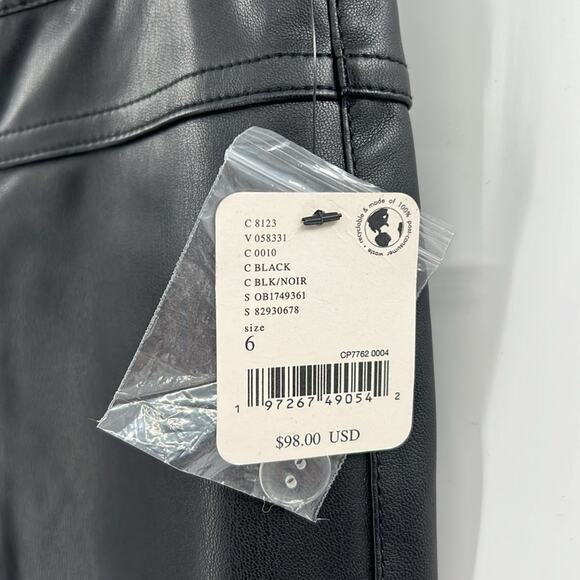 recyclable & made of 100% post-consumer waste •
C 8123
V 058331
C 0010
C BLACK
C BLK/NOIR
S OB1749361
S 82930678
size
6
CP7762 0004
1 97267 49054 2
$98.00 USD